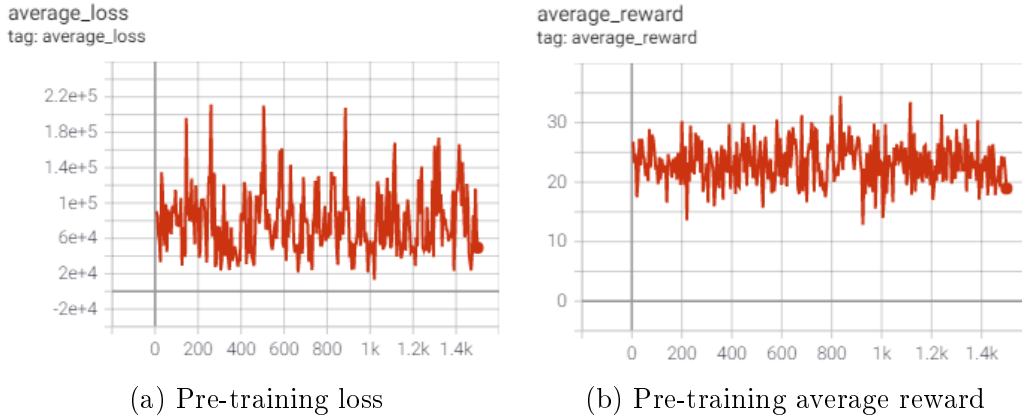 average_loss
tag: average_loss
2.2e+5
1.8e+5
1.4e+5
1e+5
6e+4
2e+4
-2e+4
0 200 400 600 800 1k 1.2k 1.4k
(a) Pre-training loss
average_reward
tag: average_reward
30
20
10
0
0 200 400 600 800 1k 1.2k 1.4k
(b) Pre-training average reward